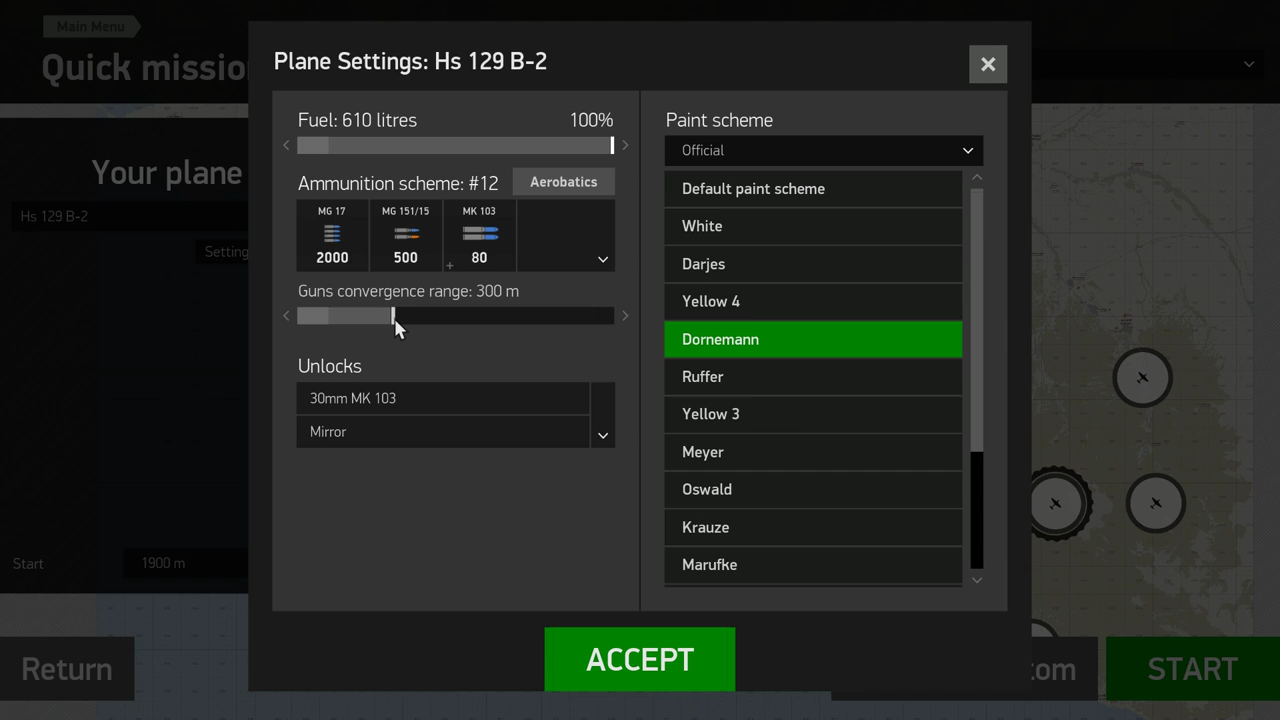 Main Menu
Quick missio
Plane Settings: Hs 129 B-2
Your plane
Hs 129 B-2
Setting
Start
1900 m
Fuel: 610 litres
100%
Ammunition scheme: #12
Aerobatics
MG 17
MG 151/15
MK 103
2000
500
+ 80
Guns convergence range: 300 m
Unlocks
30mm MK 103
Mirror
Paint scheme
Official
Default paint scheme
White
Darjes
Yellow 4
Dornemann
Ruffer
Yellow 3
Meyer
Oswald
Krauze
Marufke
Return
ACCEPT
tom
START